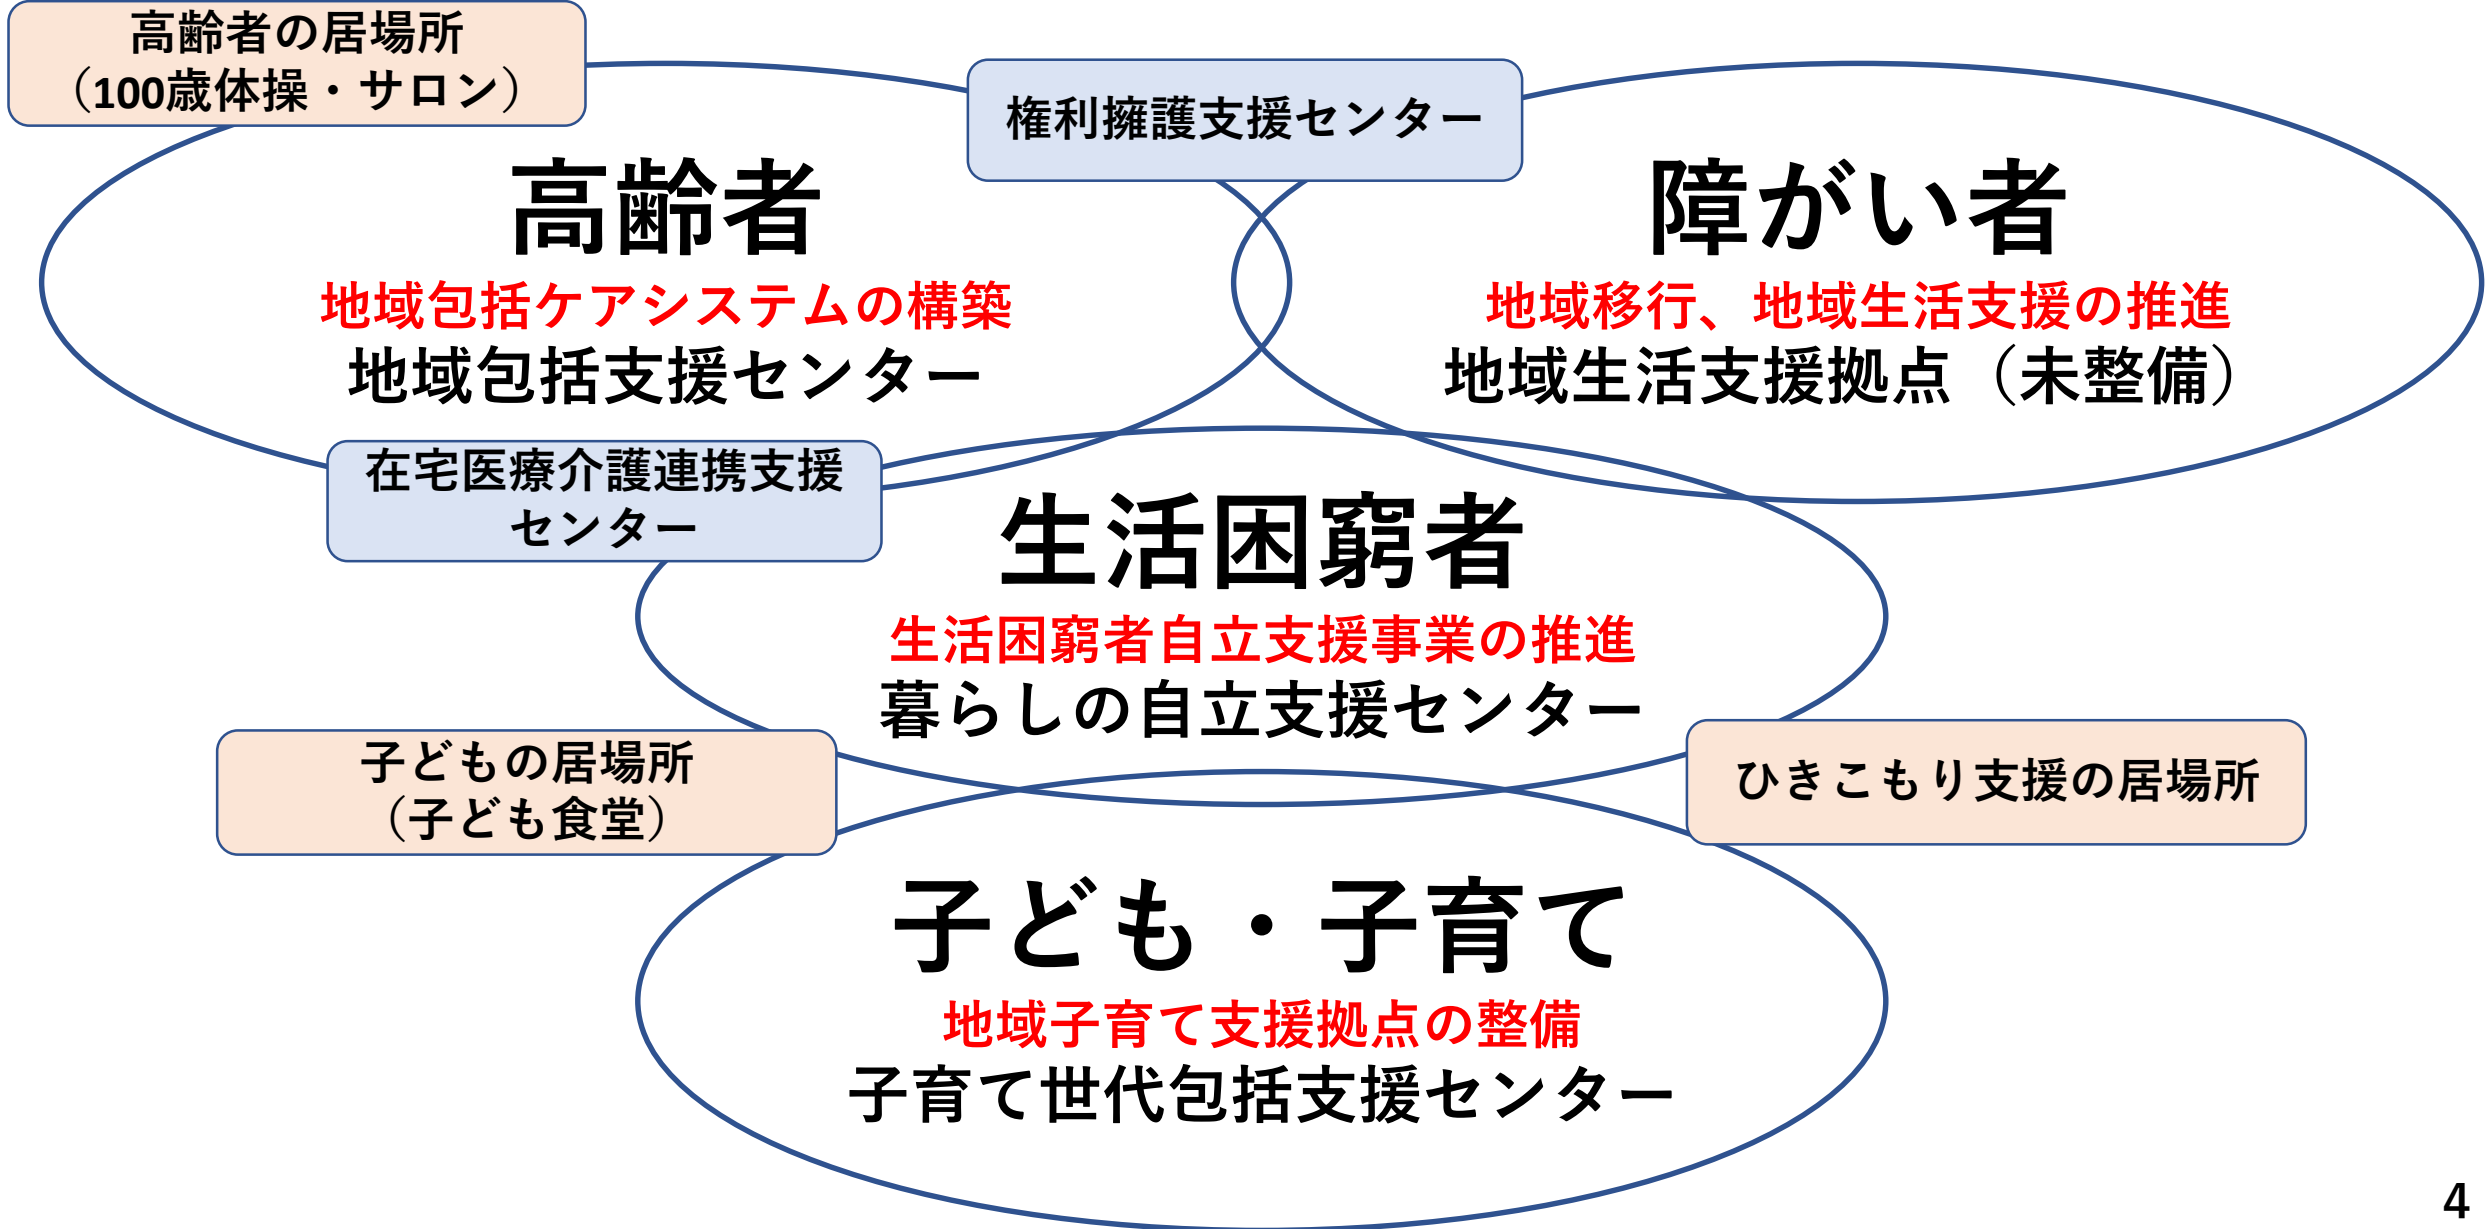 高齢者の居場所
（100歳体操・サロン）
権利擁護支援センター
高齢者
地域包括ケアシステムの構築
地域包括支援センター
障がい者
地域移行、地域生活支援の推進
地域生活支援拠点（未整備）
在宅医療介護連携支援
センター
生活困窮者
生活困窮者自立支援事業の推進
暮らしの自立支援センター
子どもの居場所
（子ども食堂）
ひきこもり支援の居場所
子ども・子育て
地域子育て支援拠点の整備
子育て世代包括支援センター
4